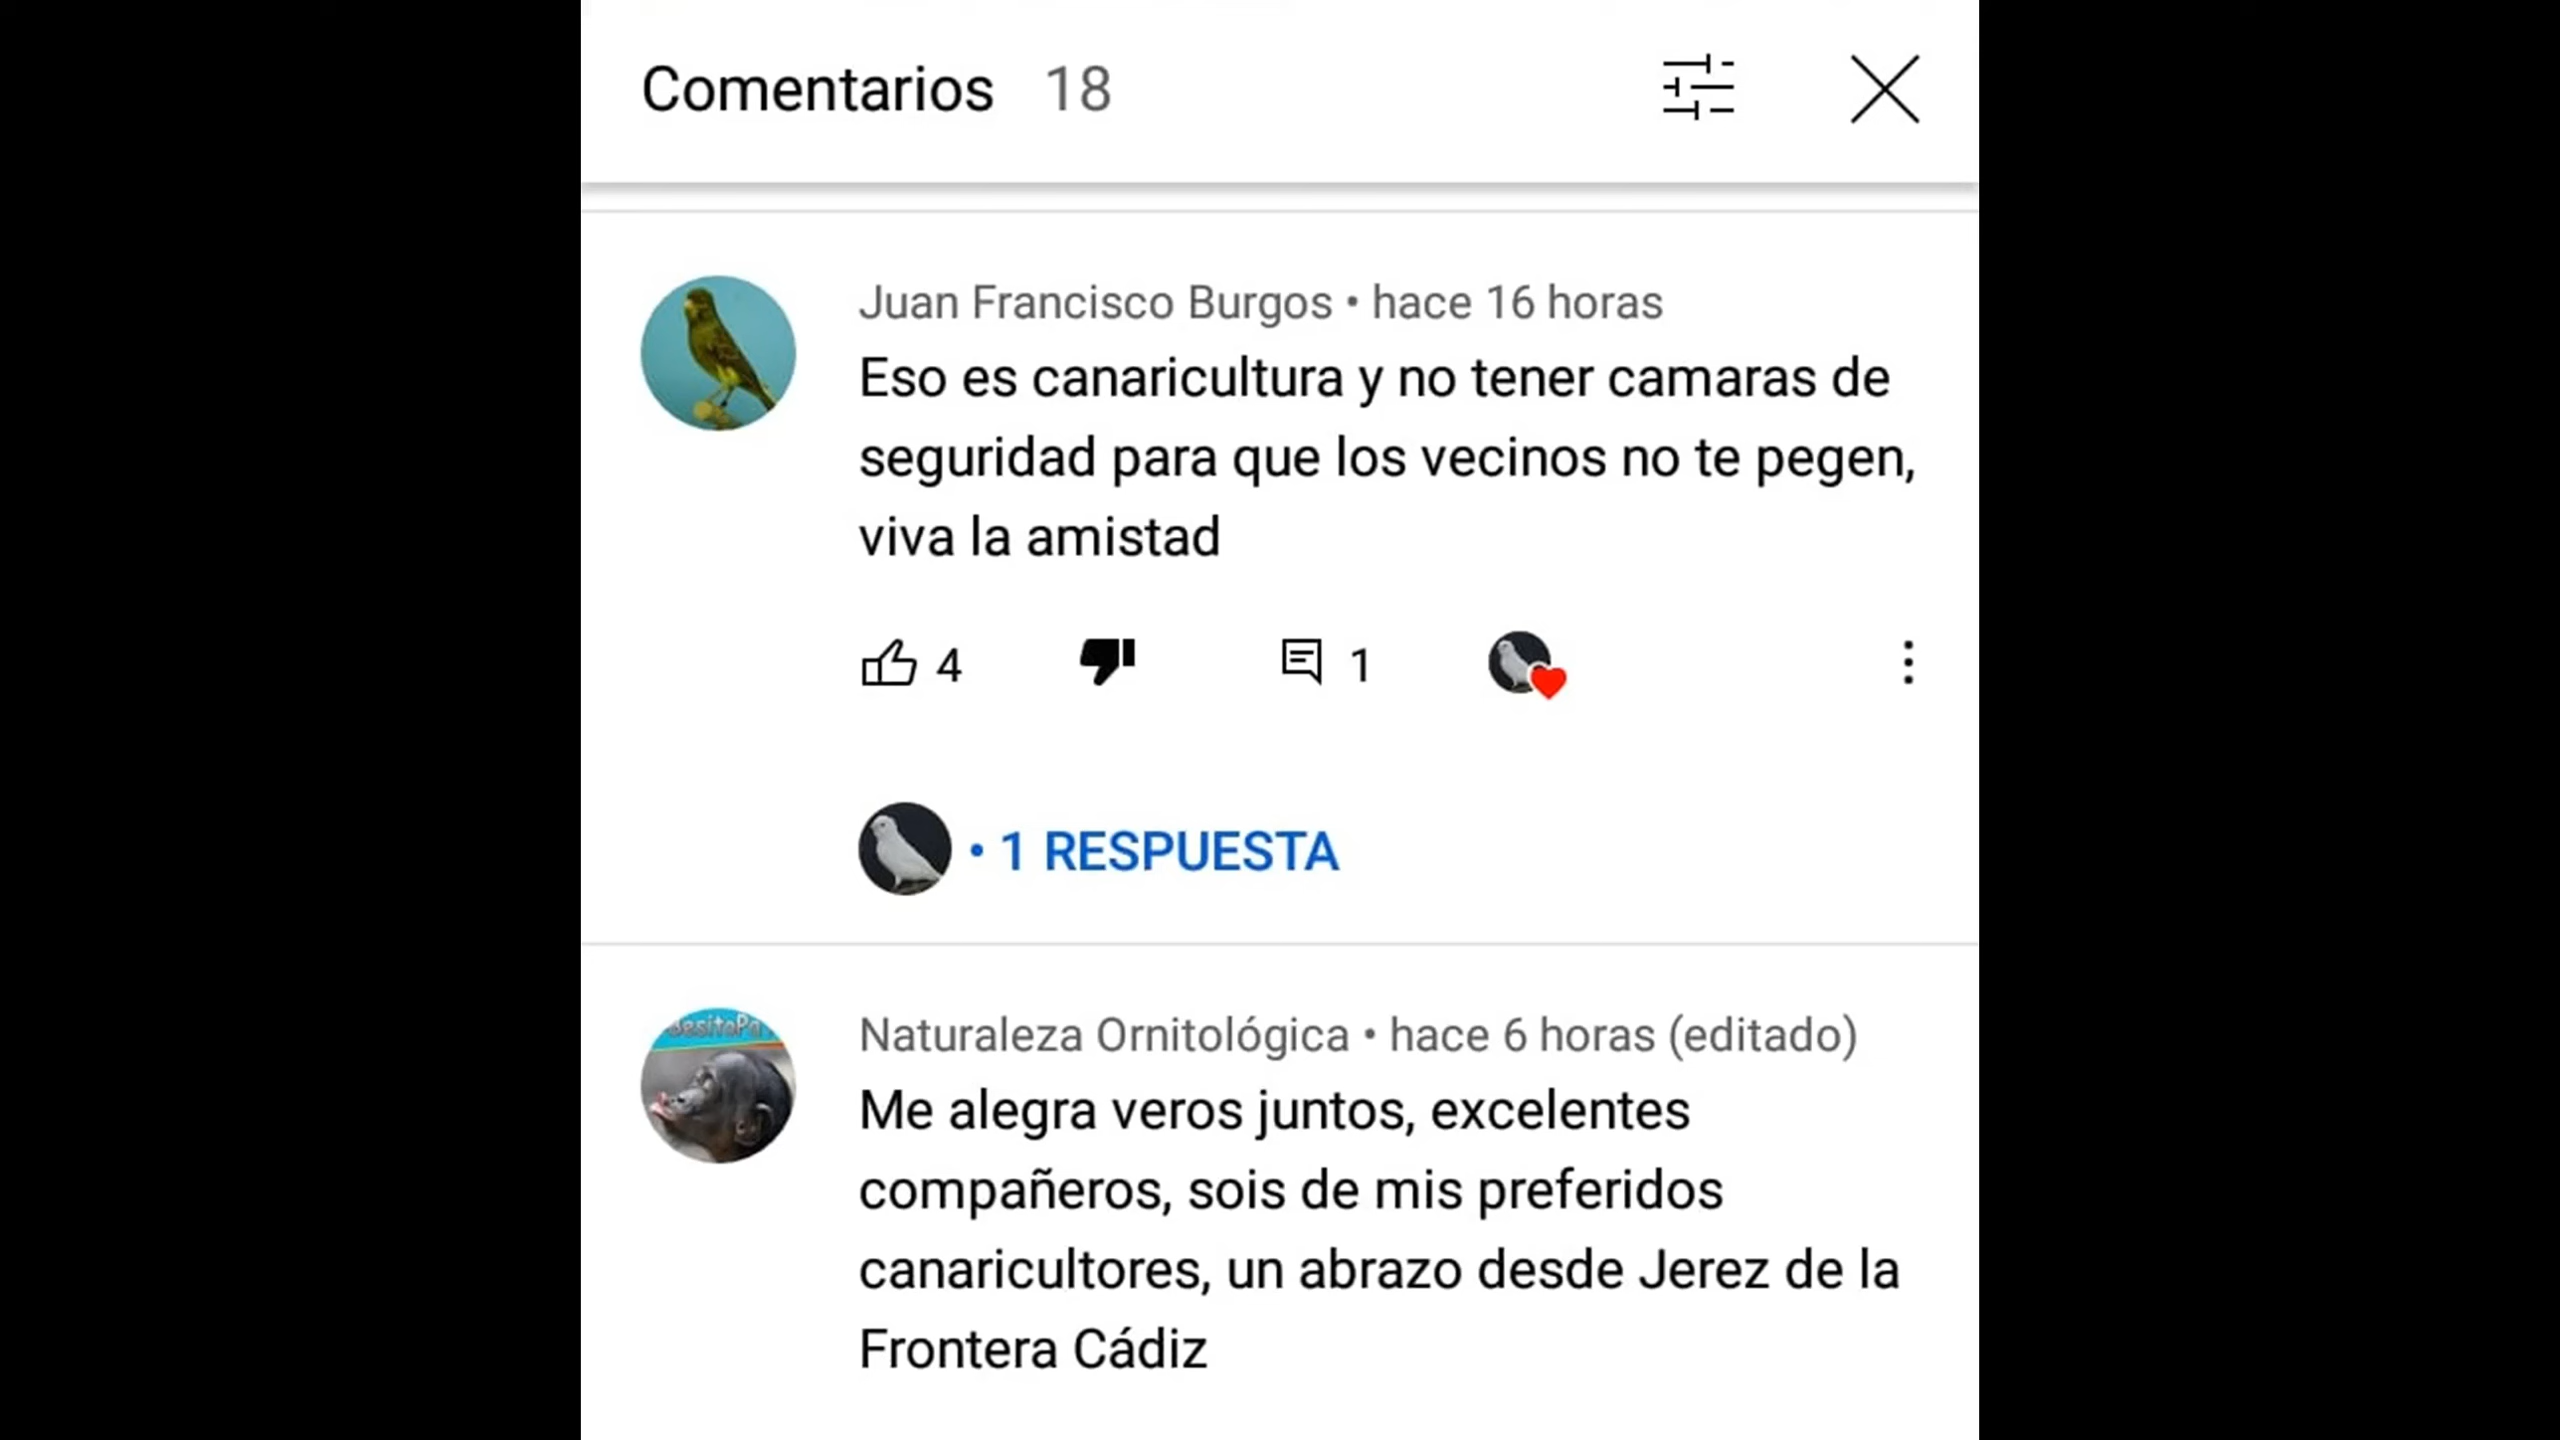 Comentarios 18
Juan Francisco Burgos • hace 16 horas
Eso es canaricultura y no tener camaras de
seguridad para que los vecinos no te pegen,
viva la amistad
4 1
• 1 RESPUESTA
BesitoPa
Naturaleza Ornitológica • hace 6 horas (editado)
Me alegra veros juntos, excelentes
compañeros, sois de mis preferidos
canaricultores, un abrazo desde Jerez de la
Frontera Cádiz